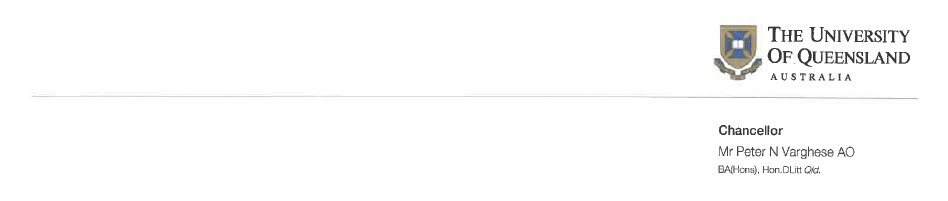 THE UNIVERSITY
OF QUEENSLAND
AUSTRALIA
Chancellor
Mr Peter N Varghese AO
BA(Hons), Hon.DLitt Qld.